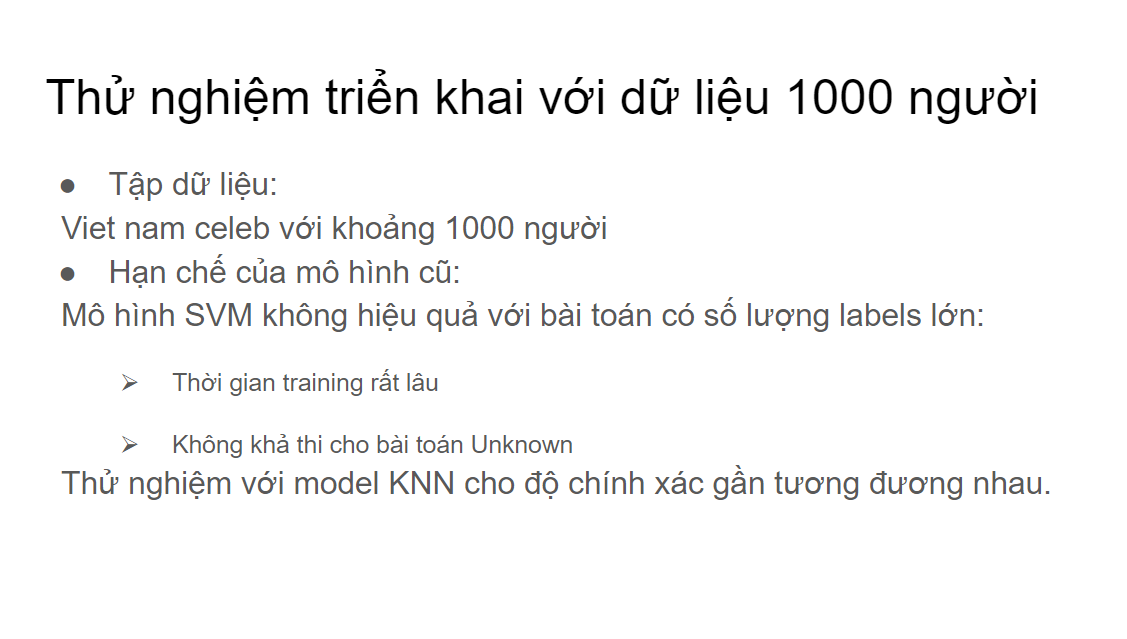 Thử nghiệm triển khai với dữ liệu 1000 người
● Tập dữ liệu:
Viet nam celeb với khoảng 1000 người
● Hạn chế của mô hình cũ:
Mô hình SVM không hiệu quả với bài toán có số lượng labels lớn:
➢ Thời gian training rất lâu
➢ Không khả thi cho bài toán Unknown
Thử nghiệm với model KNN cho độ chính xác gần tương đương nhau.